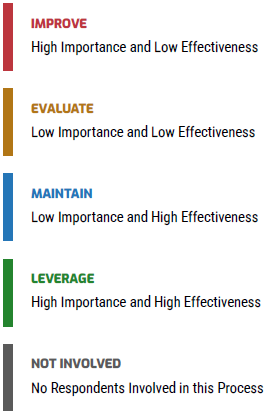 IMPROVE
High Importance and Low Effectiveness
EVALUATE
Low Importance and Low Effectiveness
MAINTAIN
Low Importance and High Effectiveness
LEVERAGE
High Importance and High Effectiveness
NOT INVOLVED
No Respondents Involved in this Process